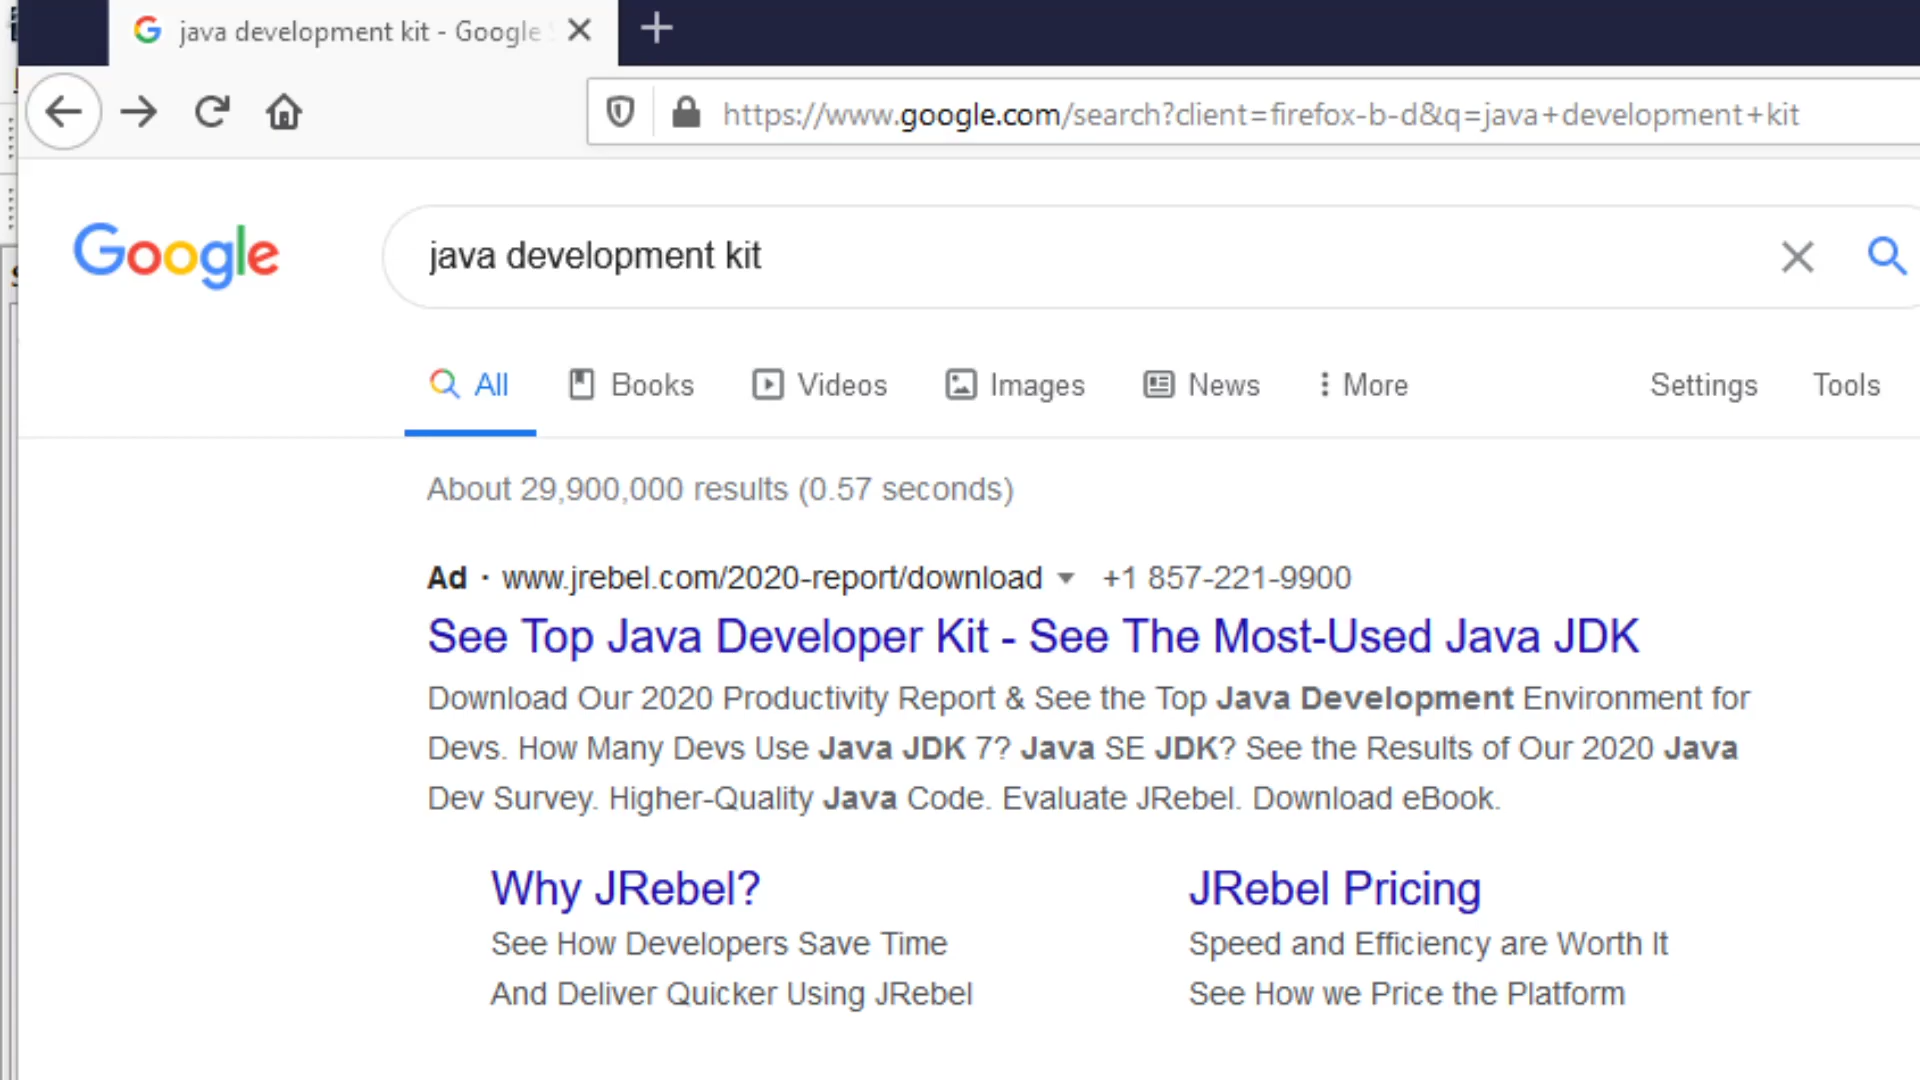 java development kit - Google
https://www.google.com/search?client=firefox-b-d&q=java+development+kit
Google
java development kit
All Books Videos Images News More Settings Tools
About 29,900,000 results (0.57 seconds)
Ad · www.jrebel.com/2020-report/download +1 857-221-9900
See Top Java Developer Kit - See The Most-Used Java JDK
Download Our 2020 Productivity Report & See the Top Java Development Environment for
Devs. How Many Devs Use Java JDK 7? Java SE JDK? See the Results of Our 2020 Java
Dev Survey. Higher-Quality Java Code. Evaluate JRebel. Download eBook.
Why JRebel?
See How Developers Save Time
And Deliver Quicker Using JRebel
JRebel Pricing
Speed and Efficiency are Worth It
See How we Price the Platform